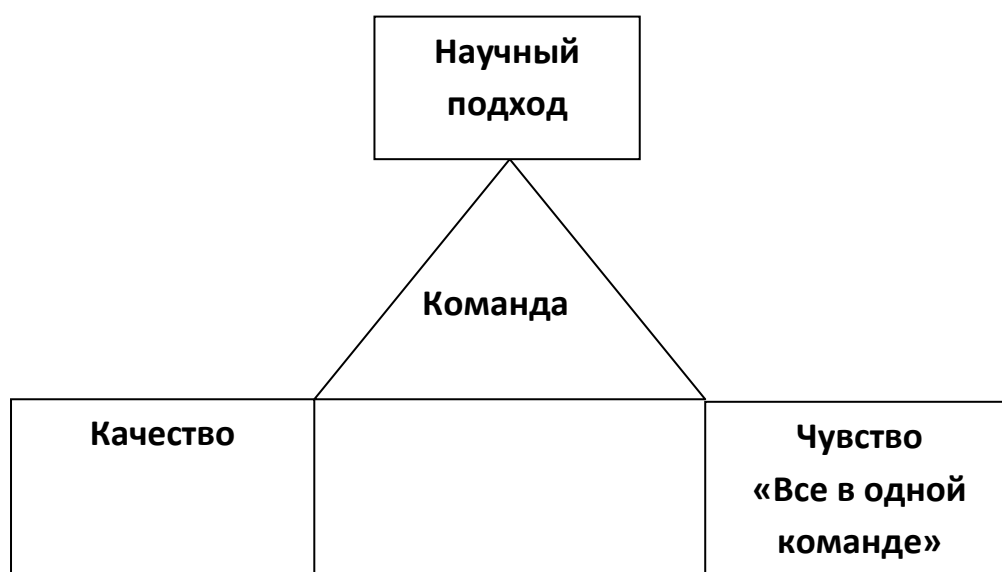 Научный
подход
Команда
Качество
Чувство
«Все в одной
команде»